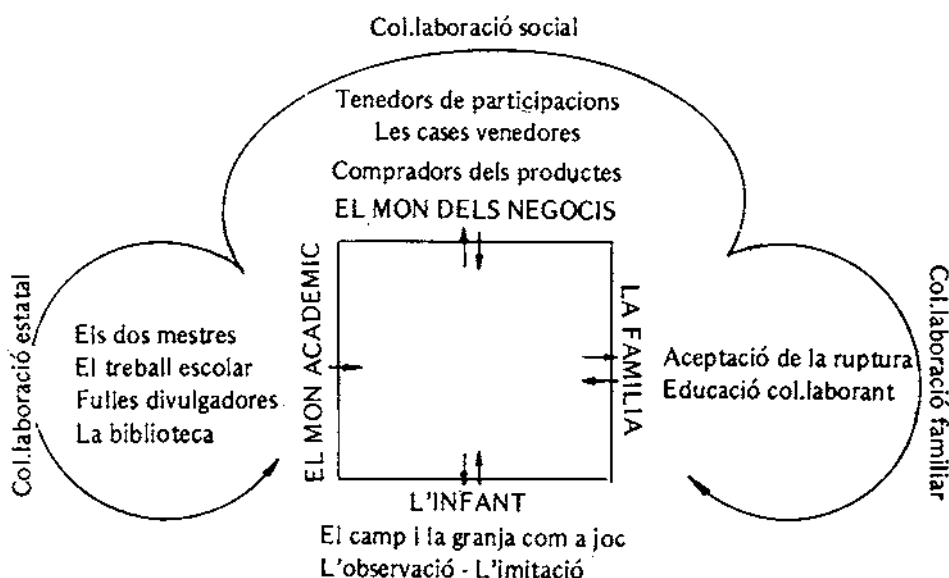 Col.laboració social
Tenedors de participacions
Les cases venedores
Compradors dels productes
EL MON DELS NEGOCIS
Col.laboració estatal
Els dos mestres
El treball escolar
Fulles divulgadores
La biblioteca
EL MON ACADEMIC
LA FAMILIA
Aceptació de la ruptura
Educació col.laborant
Col.laboració familiar
L'INFANT
El camp i la granja com a joc
L'observació - L'imitació